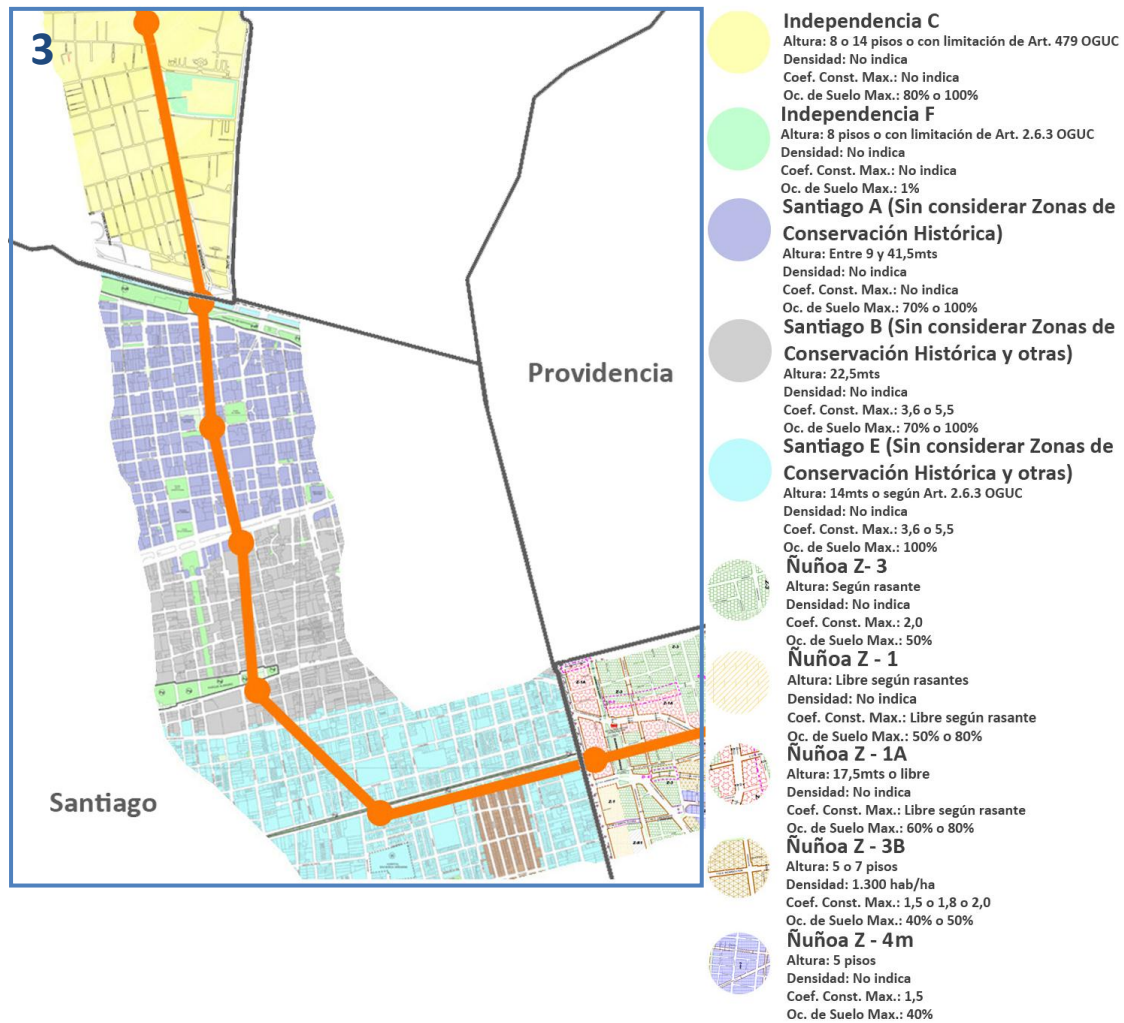 3
Providencia
Santiago
Independencia C
Altura: 8 o 14 pisos o con limitación de Art. 479 OGUC
Densidad: No indica
Coef. Const. Max.: No indica
Oc. de Suelo Max.: 80% o 100%
Independencia F
Altura: 8 pisos o con limitación de Art. 2.6.3 OGUC
Densidad: No indica
Coef. Const. Max.: No indica
Oc. de Suelo Max.: 1%
Santiago A (Sin considerar Zonas de
Conservación Histórica)
Altura: Entre 9 y 41,5mts
Densidad: No indica
Coef. Const. Max.: No indica
Oc. de Suelo Max.: 70% o 100%
Santiago B (Sin considerar Zonas de
Conservación Histórica y otras)
Altura: 22,5mts
Densidad: No indica
Coef. Const. Max.: 3,6 o 5,5
Oc. de Suelo Max.: 70% o 100%
Santiago E (Sin considerar Zonas de
Conservación Histórica y otras)
Altura: 14mts o según Art. 2.6.3 OGUC
Densidad: No indica
Coef. Const. Max.: 3,6 o 5,5
Oc. de Suelo Max.: 100%
Ñuñoa Z- 3
Altura: Según rasante
Densidad: No indica
Coef. Const. Max.: 2,0
Oc. de Suelo Max.: 50%
Ñuñoa Z - 1
Altura: Libre según rasantes
Densidad: No indica
Coef. Const. Max.: Libre según rasante
Oc. de Suelo Max.: 50% o 80%
Ñuñoa Z - 1A
Altura: 17,5mts o libre
Densidad: No indica
Coef. Const. Max.: Libre según rasante
Oc. de Suelo Max.: 60% o 80%
Ñuñoa Z - 3B
Altura: 5 o 7 pisos
Densidad: 1.300 hab/ha
Coef. Const. Max.: 1,5 o 1,8 o 2,0
Oc. de Suelo Max.: 40% o 50%
Ñuñoa Z - 4m
Altura: 5 pisos
Densidad: No indica
Coef. Const. Max.: 1,5
Oc. de Suelo Max.: 40%